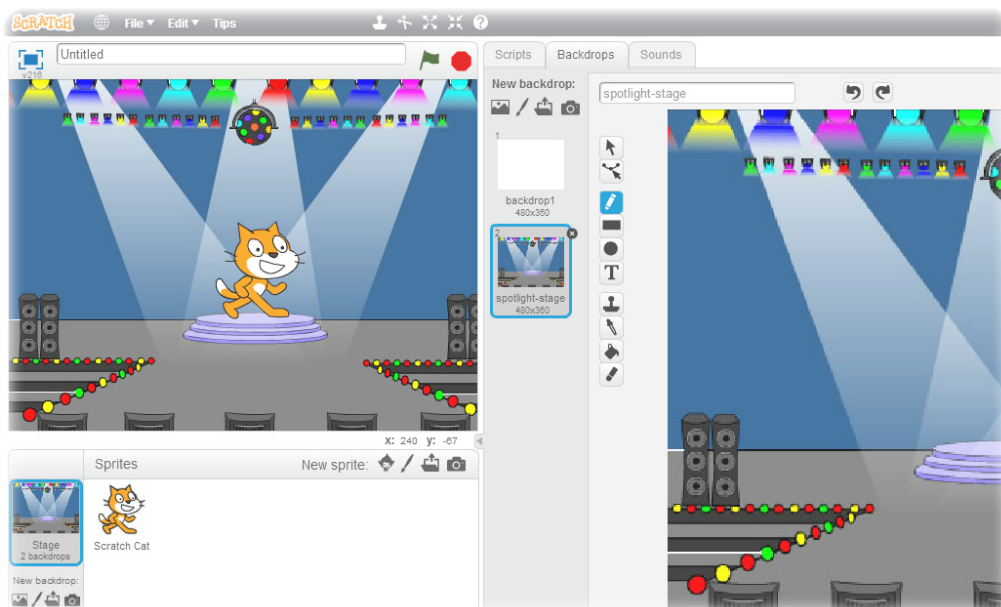 SCRATCH File▼ Edit▼ Tips
v216 Untitled
Scripts Backdrops Sounds
New backdrop:
spotlight-stage
1
backdrop1
480x360
2
spotlight-stage
480x360
T
x: 240 y: -67
Sprites New sprite:
Stage
2 backdrops
Scratch Cat
New backdrop: